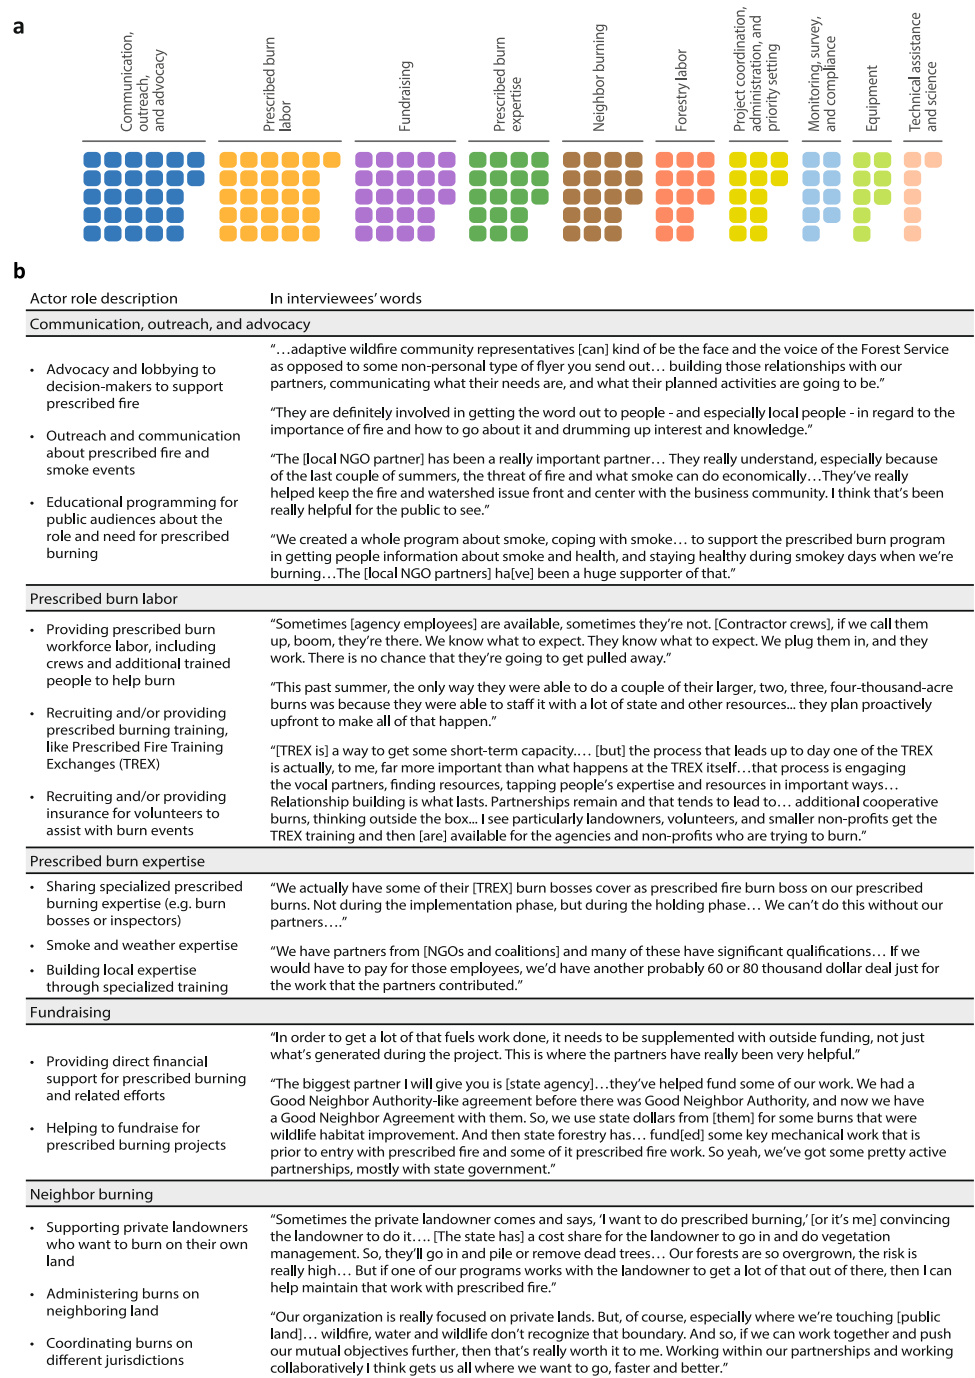 a
Communication,
outreach,
and advocacy
Prescribed burn
labor
Fundraising
Prescribed burn
expertise
Neighbor burning
Forestry labor
Project coordination,
administration, and
priority setting
Monitoring, survey,
and compliance
Equipment
Technical assistance
and science
b
Actor role description
In interviewees' words
Communication, outreach, and advocacy
• Advocacy and lobbying to
decision-makers to support
prescribed fire
• Outreach and communication
about prescribed fire and
smoke events
• Educational programming for
public audiences about the
role and need for prescribed
burning
“…adaptive wildfire community representatives [can] kind of be the face and the voice of the Forest Service
as opposed to some non-personal type of flyer you send out… building those relationships with our
partners, communicating what their needs are, and what their planned activities are going to be.”
“They are definitely involved in getting the word out to people - and especially local people - in regard to the
importance of fire and how to go about it and drumming up interest and knowledge.”
“The [local NGO partner] has been a really important partner… They really understand, especially because
of the last couple of summers, the threat of fire and what smoke can do economically…They’ve really
helped keep the fire and watershed issue front and center with the business community. I think that’s been
really helpful for the public to see.”
“We created a whole program about smoke, coping with smoke… to support the prescribed burn program
in getting people information about smoke and health, and staying healthy during smokey days when we’re
burning…The [local NGO partners] ha[ve] been a huge supporter of that.”
Prescribed burn labor
• Providing prescribed burn
workforce labor, including
crews and additional trained
people to help burn
• Recruiting and/or providing
prescribed burning training,
like Prescribed Fire Training
Exchanges (TREX)
• Recruiting and/or providing
insurance for volunteers to
assist with burn events
“Sometimes [agency employees] are available, sometimes they’re not. [Contractor crews], if we call them
up, boom, they’re there. We know what to expect. They know what to expect. We plug them in, and they
work. There is no chance that they’re going to get pulled away.”
“This past summer, the only way they were able to do a couple of their larger, two, three, four-thousand-acre
burns was because they were able to staff it with a lot of state and other resources... they plan proactively
upfront to make all of that happen.”
“[TREX is] a way to get some short-term capacity.… [but] the process that leads up to day one of the TREX
is actually, to me, far more important than what happens at the TREX itself…that process is engaging
the vocal partners, finding resources, tapping people’s expertise and resources in important ways…
Relationship building is what lasts. Partnerships remain and that tends to lead to… additional cooperative
burns, thinking outside the box... I see particularly landowners, volunteers, and smaller non-profits get the
TREX training and then [are] available for the agencies and non-profits who are trying to burn.”
Prescribed burn expertise
• Sharing specialized prescribed
burning expertise (e.g. burn
bosses or inspectors)
• Smoke and weather expertise
• Building local expertise
through specialized training
“We actually have some of their [TREX] burn bosses cover as prescribed fire burn boss on our prescribed
burns. Not during the implementation phase, but during the holding phase… We can’t do this without our
partners….”
“We have partners from [NGOs and coalitions] and many of these have significant qualifications… If we
would have to pay for those employees, we’d have another probably 60 or 80 thousand dollar deal just for
the work that the partners contributed.”
Fundraising
• Providing direct financial
support for prescribed burning
and related efforts
• Helping to fundraise for
prescribed burning projects
“In order to get a lot of that fuels work done, it needs to be supplemented with outside funding, not just
what’s generated during the project. This is where the partners have really been very helpful.”
“The biggest partner I will give you is [state agency]…they’ve helped fund some of our work. We had a
Good Neighbor Authority-like agreement before there was Good Neighbor Authority, and now we have
a Good Neighbor Agreement with them. So, we use state dollars from [them] for some burns that were
wildlife habitat improvement. And then state forestry has… fund[ed] some key mechanical work that is
prior to entry with prescribed fire and some of it prescribed fire work. So yeah, we’ve got some pretty active
partnerships, mostly with state government.”
Neighbor burning
• Supporting private landowners
who want to burn on their own
land
• Administering burns on
neighboring land
• Coordinating burns on
different jurisdictions
“Sometimes the private landowner comes and says, ‘I want to do prescribed burning,’ [or it’s me] convincing
the landowner to do it…. [The state has] a cost share for the landowner to go in and do vegetation
management. So, they’ll go in and pile or remove dead trees… Our forests are so overgrown, the risk is
really high… But if one of our programs works with the landowner to get a lot of that out of there, then I can
help maintain that work with prescribed fire.”
“Our organization is really focused on private lands. But, of course, especially where we’re touching [public
land]… wildfire, water and wildlife don’t recognize that boundary. And so, if we can work together and push
our mutual objectives further, then that’s really worth it to me. Working within our partnerships and working
collaboratively I think gets us all where we want to go, faster and better.”